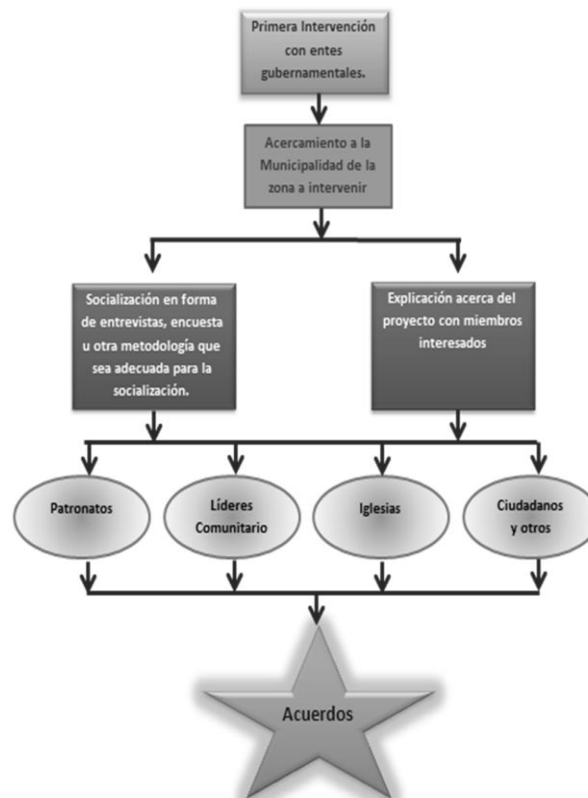 Primera Intervención
con entes
gubernamentales.
Acercamiento a la
Municipalidad de la
zona a intervenir
Socialización en forma
de entrevistas, encuesta
u otra metodología que
sea adecuada para la
socialización.
Explicación acerca del
proyecto con miembros
interesados
Patronatos
Líderes
Comunitario
Iglesias
Ciudadanos
y otros
Acuerdos